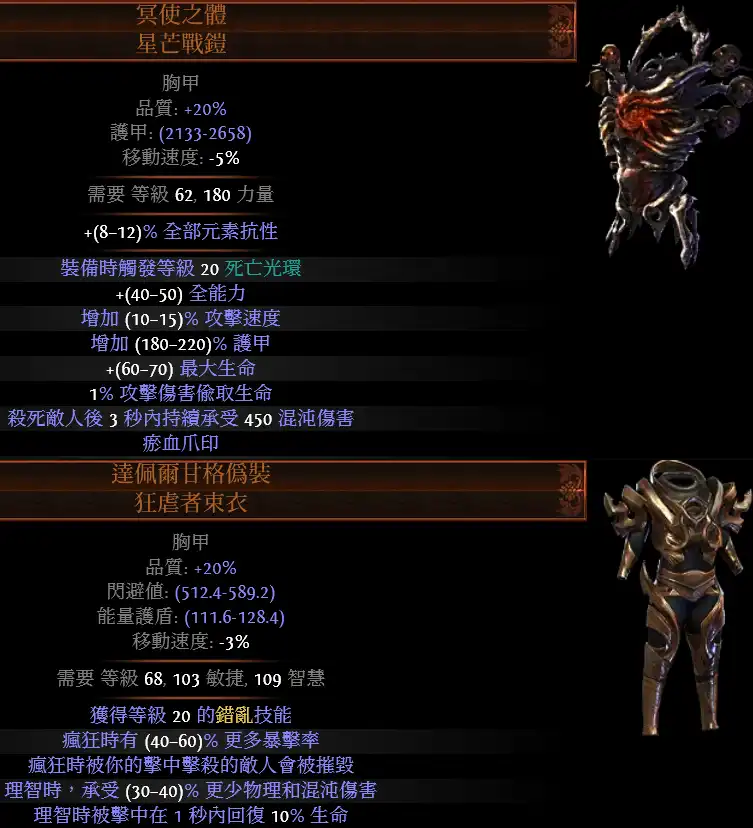 冥使之體
星芒戰鎧
胸甲
品質: +20%
護甲: (2133-2658)
移動速度: -5%
需要 等級 62, 180 力量
+(8–12)% 全部元素抗性
裝備時觸發等級 20 死亡光環
+(40–50) 全能力
增加 (10–15)% 攻擊速度
增加 (180–220)% 護甲
+(60–70) 最大生命
1% 攻擊傷害偷取生命
殺死敵人後 3 秒內持續承受 450 混沌傷害
瘀血爪印
達佩爾甘格偽裝
狂虐者束衣
胸甲
品質: +20%
閃避值: (512.4-589.2)
能量護盾: (111.6-128.4)
移動速度: -3%
需要 等級 68, 103 敏捷, 109 智慧
獲得等級 20 的錯亂技能
瘋狂時有 (40–60)% 更多暴擊率
瘋狂時被你的擊中擊殺的敵人會被摧毀
理智時，承受 (30–40)% 更少物理和混沌傷害
理智時被擊中在 1 秒內回復 10% 生命